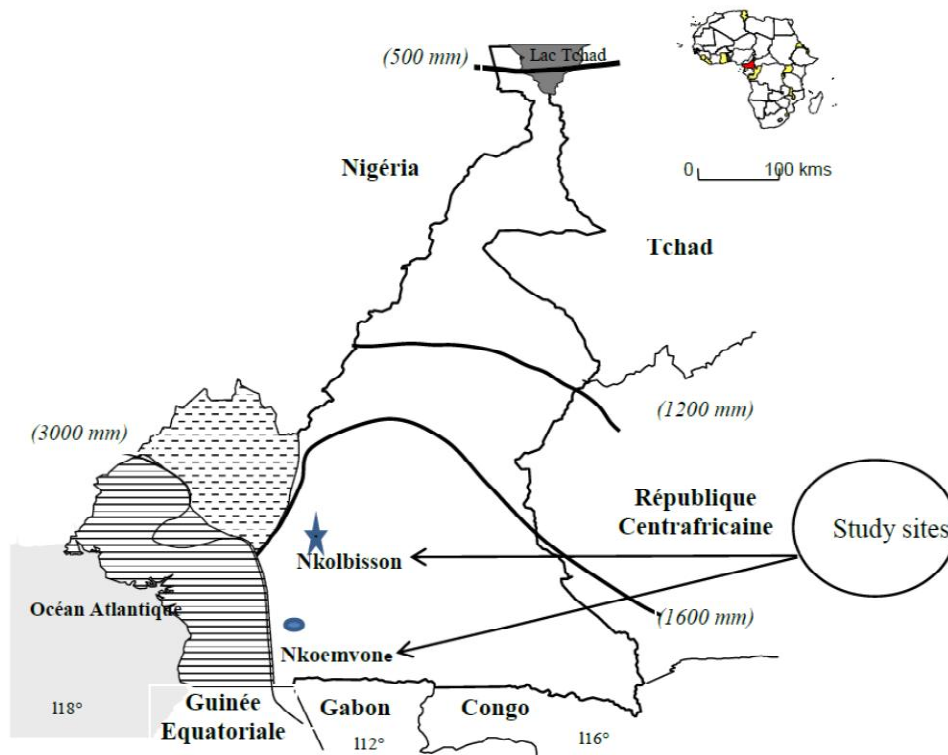 (500 mm)
Lac Tchad
0 100 kms
Nigéria
Tchad
(1200 mm)
(3000 mm)
République
Centrafricaine
Study sites
Nkolbisson
Océan Atlantique
(1600 mm)
Nkoemvone
Guinée
Equatoriale
Gabon
Congo
l18°
l12°
l16°